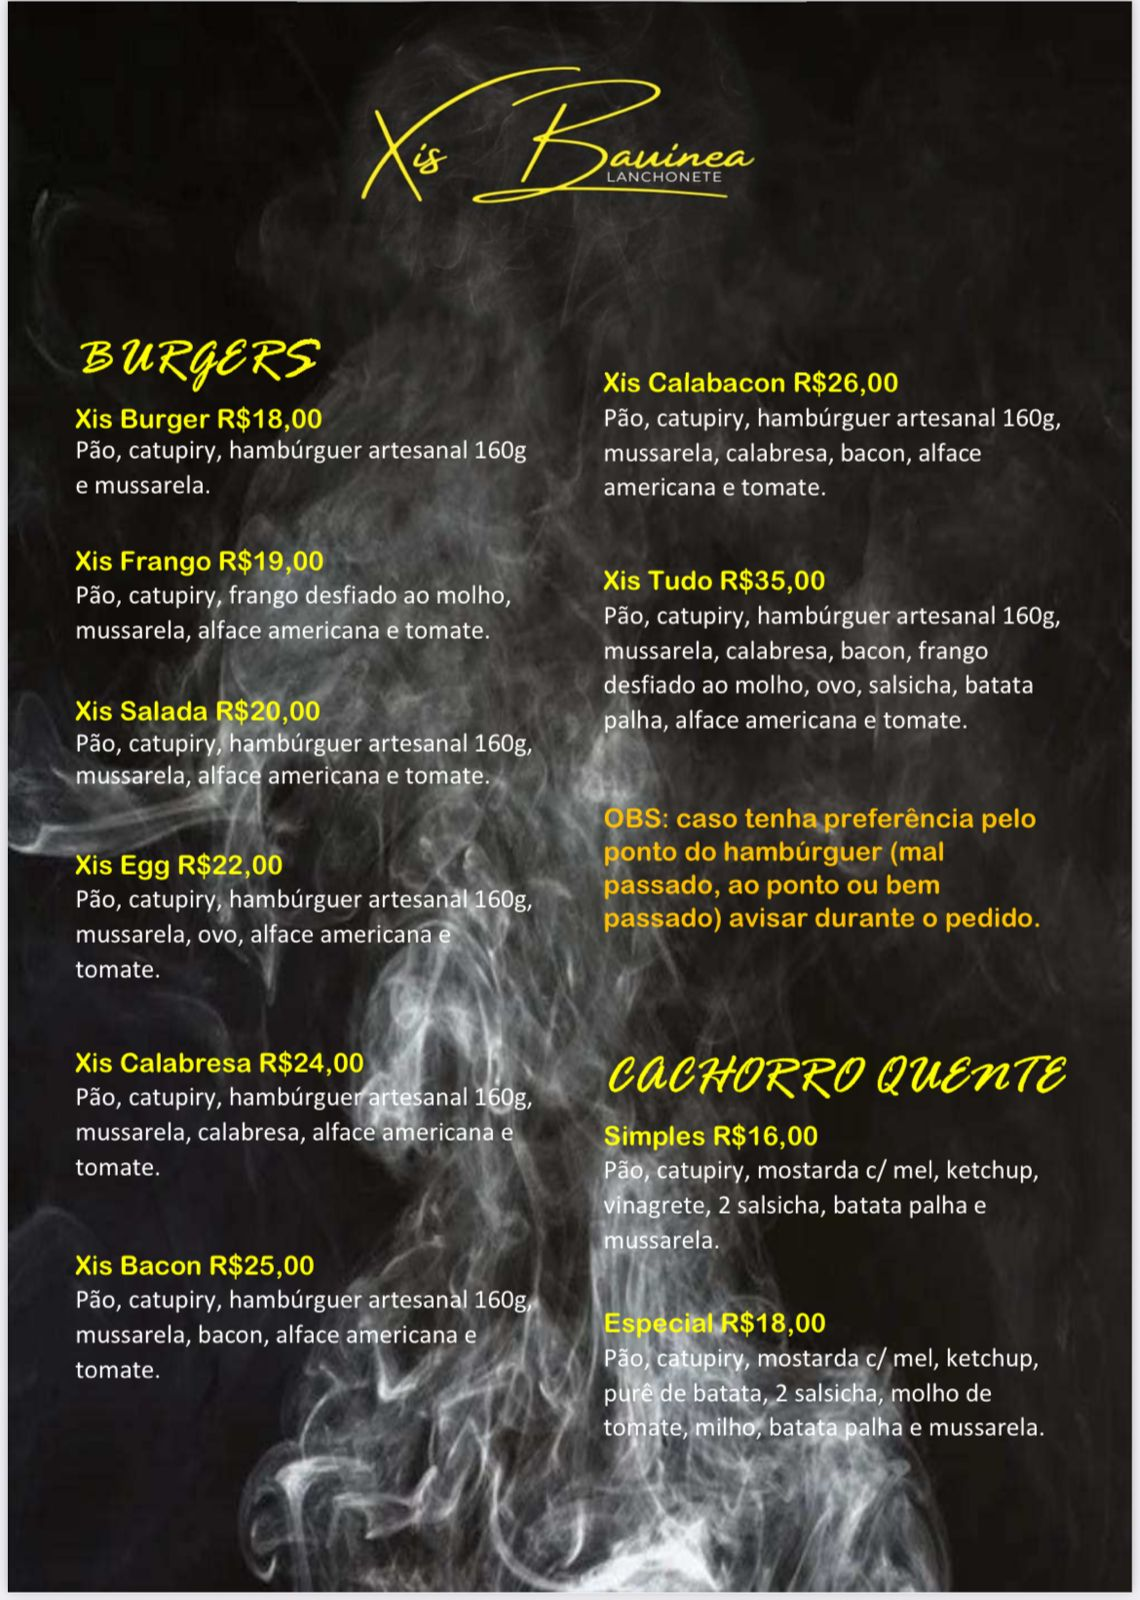 Xis Bauinea
LANCHONETE
BURGERS
Xis Burger R$18,00
Pão, catupiry, hambúrguer artesanal 160g
e mussarela.
Xis Frango R$19,00
Pão, catupiry, frango desfiado ao molho,
mussarela, alface americana e tomate.
Xis Salada R$20,00
Pão, catupiry, hambúrguer artesanal 160g,
mussarela, alface americana e tomate.
Xis Egg R$22,00
Pão, catupiry, hambúrguer artesanal 160g,
mussarela, ovo, alface americana e
tomate.
Xis Calabresa R$24,00
Pão, catupiry, hambúrguer artesanal 160g,
mussarela, calabresa, alface americana e
tomate.
Xis Bacon R$25,00
Pão, catupiry, hambúrguer artesanal 160g,
mussarela, bacon, alface americana e
tomate.
Xis Calabacon R$26,00
Pão, catupiry, hambúrguer artesanal 160g,
mussarela, calabresa, bacon, alface
americana e tomate.
Xis Tudo R$35,00
Pão, catupiry, hambúrguer artesanal 160g,
mussarela, calabresa, bacon, frango
desfiado ao molho, ovo, salsicha, batata
palha, alface americana e tomate.
OBS: caso tenha preferência pelo
ponto do hambúrguer (mal
passado, ao ponto ou bem
passado) avisar durante o pedido.
CACHORRO QUENTE
Simples R$16,00
Pão, catupiry, mostarda c/ mel, ketchup,
vinagrete, 2 salsicha, batata palha e
mussarela.
Especial R$18,00
Pão, catupiry, mostarda c/ mel, ketchup,
purê de batata, 2 salsicha, molho de
tomate, milho, batata palha e mussarela.